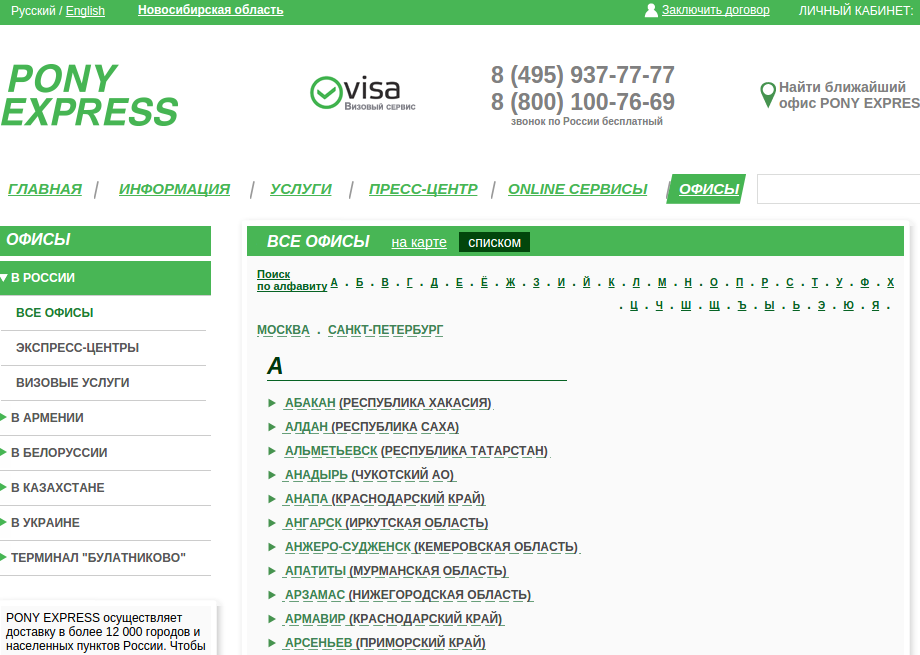 Русский / English
Новосибирская область
Заключить договор
ЛИЧНЫЙ КАБИНЕТ:
PONY
EXPRESS
visa
Визовый сервис
8 (495) 937-77-77
8 (800) 100-76-69
звонок по России бесплатный
Найти ближайший
офис PONY EXPRES
ГЛАВНАЯ / ИНФОРМАЦИЯ / УСЛУГИ / ПРЕСС-ЦЕНТР / ONLINE СЕРВИСЫ / ОФИСЫ
ОФИСЫ
В РОССИИ
ВСЕ ОФИСЫ
ЭКСПРЕСС-ЦЕНТРЫ
ВИЗОВЫЕ УСЛУГИ
В АРМЕНИИ
В БЕЛОРУССИИ
В КАЗАХСТАНЕ
В УКРАИНЕ
ТЕРМИНАЛ "БУЛАТНИКОВО"
PONY EXPRESS осуществляет
доставку в более 12 000 городов и
населенных пунктов России. Чтобы
ВСЕ ОФИСЫ на карте списком
Поиск
по алфавиту А . Б . В . Г . Д . Е . Ё . Ж . З . И . Й . К . Л . М . Н . О . П . Р . С . Т . У . Ф . Х
. Ц . Ч . Ш . Щ . Ъ . Ы . Ь . Э . Ю . Я .
МОСКВА . САНКТ-ПЕТЕРБУРГ
А
АБАКАН (РЕСПУБЛИКА ХАКАСИЯ)
АЛДАН (РЕСПУБЛИКА САХА)
АЛЬМЕТЬЕВСК (РЕСПУБЛИКА ТАТАРСТАН)
АНАДЫРЬ (ЧУКОТСКИЙ АО)
АНАПА (КРАСНОДАРСКИЙ КРАЙ)
АНГАРСК (ИРКУТСКАЯ ОБЛАСТЬ)
АНЖЕРО-СУДЖЕНСК (КЕМЕРОВСКАЯ ОБЛАСТЬ)
АПАТИТЫ (МУРМАНСКАЯ ОБЛАСТЬ)
АРЗАМАС (НИЖЕГОРОДСКАЯ ОБЛАСТЬ)
АРМАВИР (КРАСНОДАРСКИЙ КРАЙ)
АРСЕНЬЕВ (ПРИМОРСКИЙ КРАЙ)